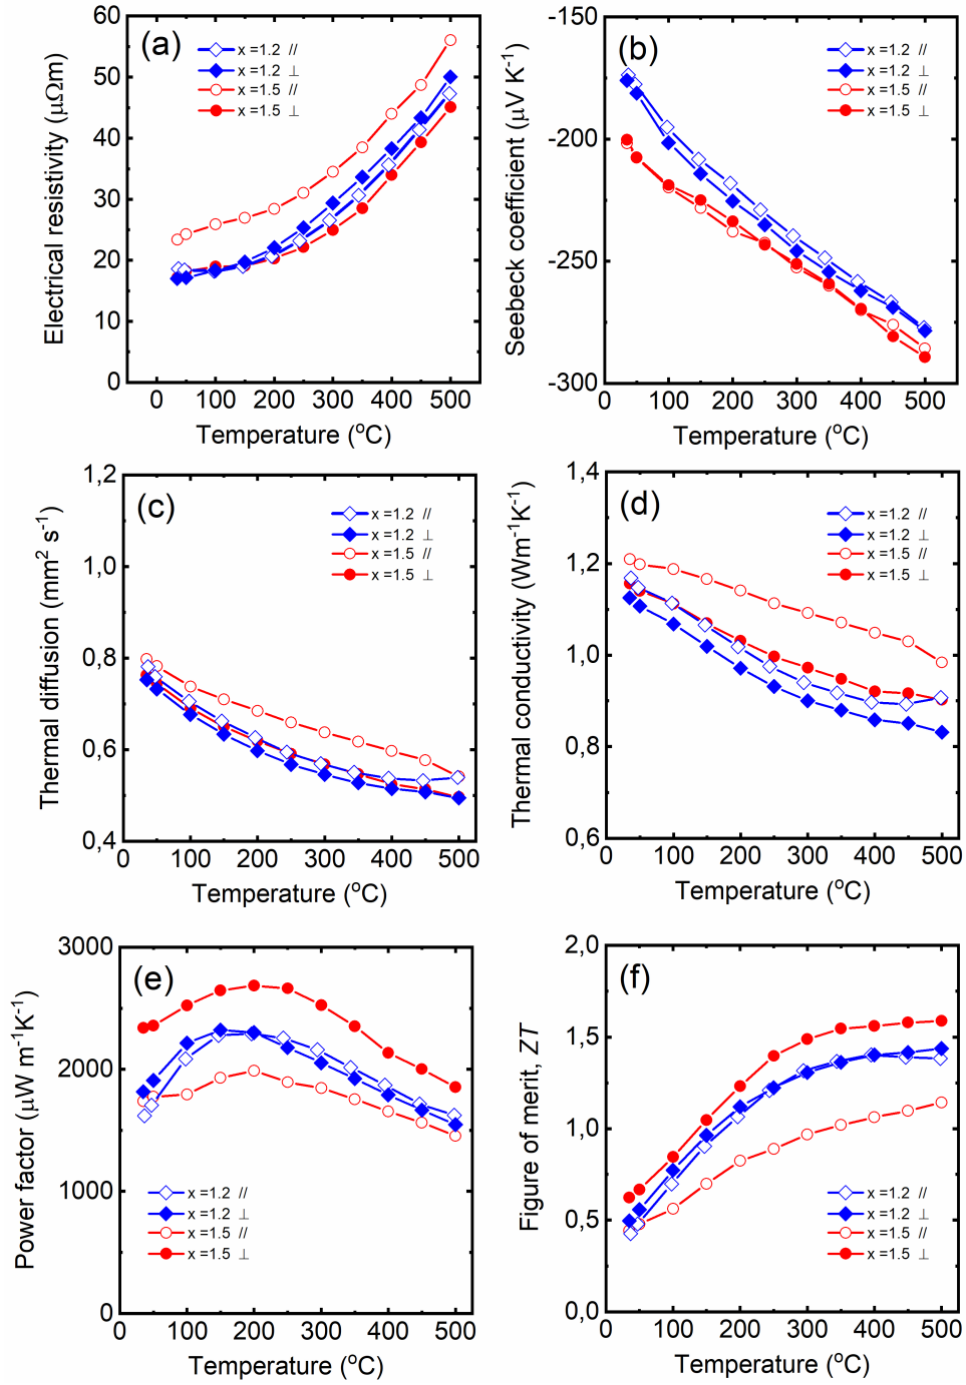 (a)
x =1.2 //
x =1.2 ⊥
x =1.5 //
x =1.5 ⊥
Electrical resistivity (μΩm)
60
50
40
30
20
10
0
0 100 200 300 400 500
Temperature (°C)
(b)
x =1.2 //
x =1.2 ⊥
x =1.5 //
x =1.5 ⊥
Seebeck coefficient (μV K-1)
-150
-200
-250
-300
0 100 200 300 400 500
Temperature (°C)
(c)
x =1.2 //
x =1.2 ⊥
x =1.5 //
x =1.5 ⊥
Thermal diffusion (mm2 s-1)
1,2
1,0
0,8
0,6
0,4
0 100 200 300 400 500
Temperature (°C)
(d)
x =1.2 //
x =1.2 ⊥
x =1.5 //
x =1.5 ⊥
Thermal conductivity (Wm-1K-1)
1,4
1,2
1,0
0,8
0,6
0 100 200 300 400 500
Temperature (°C)
(e)
Power factor (μW m-1K-1)
3000
2000
1000
0
x =1.2 //
x =1.2 ⊥
x =1.5 //
x =1.5 ⊥
0 100 200 300 400 500
Temperature (°C)
(f)
Figure of merit, ZT
2,0
1,5
1,0
0,5
0,0
x =1.2 //
x =1.2 ⊥
x =1.5 //
x =1.5 ⊥
0 100 200 300 400 500
Temperature (°C)